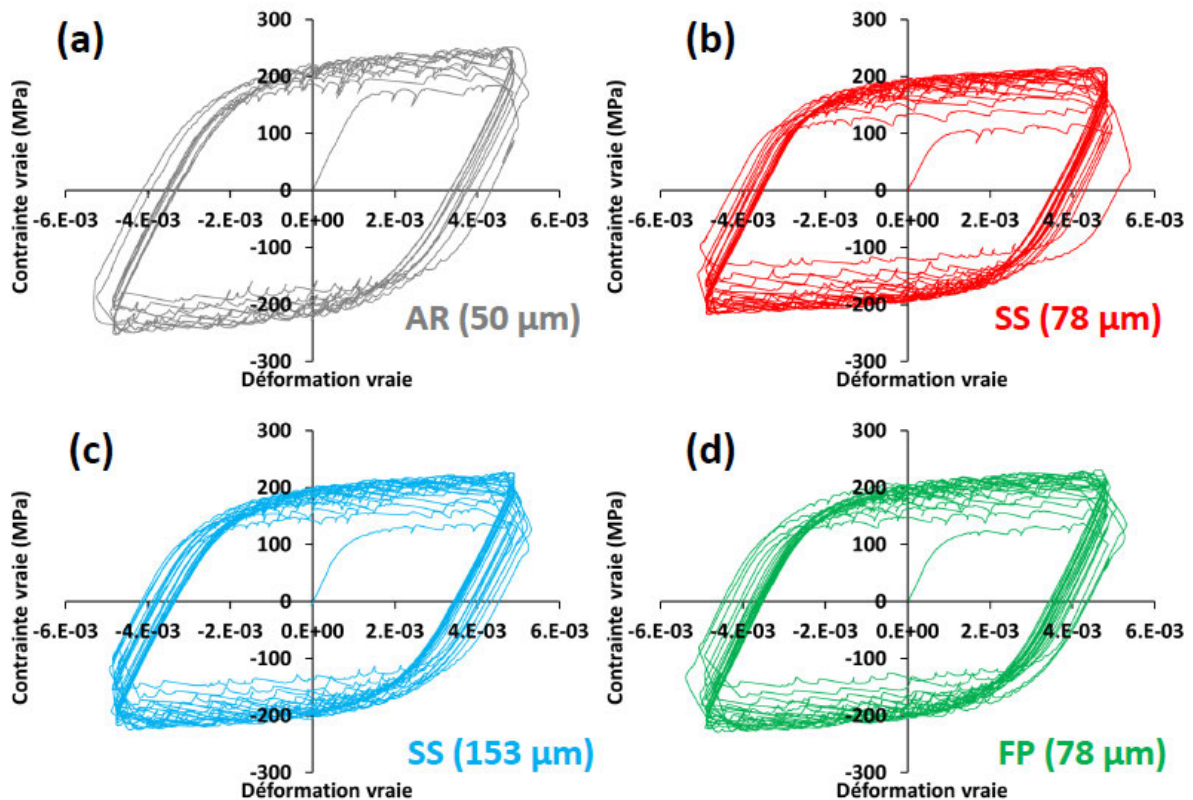 (a)
300
200
100
0
-100
-200
-300
-6.E-03 -4.E-03 -2.E-03 0.E+00 2.E-03 4.E-03 6.E-03
Contrainte vraie (MPa)
Déformation vraie
AR (50 µm)
(b)
300
200
100
0
-100
-200
-300
-6.E-03 -4.E-03 -2.E-03 0.E+00 2.E-03 4.E-03 6.E-03
Contrainte vraie (MPa)
Déformation vraie
SS (78 µm)
(c)
300
200
100
0
-100
-200
-300
-6.E-03 -4.E-03 -2.E-03 0.E+00 2.E-03 4.E-03 6.E-03
Contrainte vraie (MPa)
Déformation vraie
SS (153 µm)
(d)
300
200
100
0
-100
-200
-300
-6.E-03 -4.E-03 -2.E-03 0.E+00 2.E-03 4.E-03 6.E-03
Contrainte vraie (MPa)
Déformation vraie
FP (78 µm)